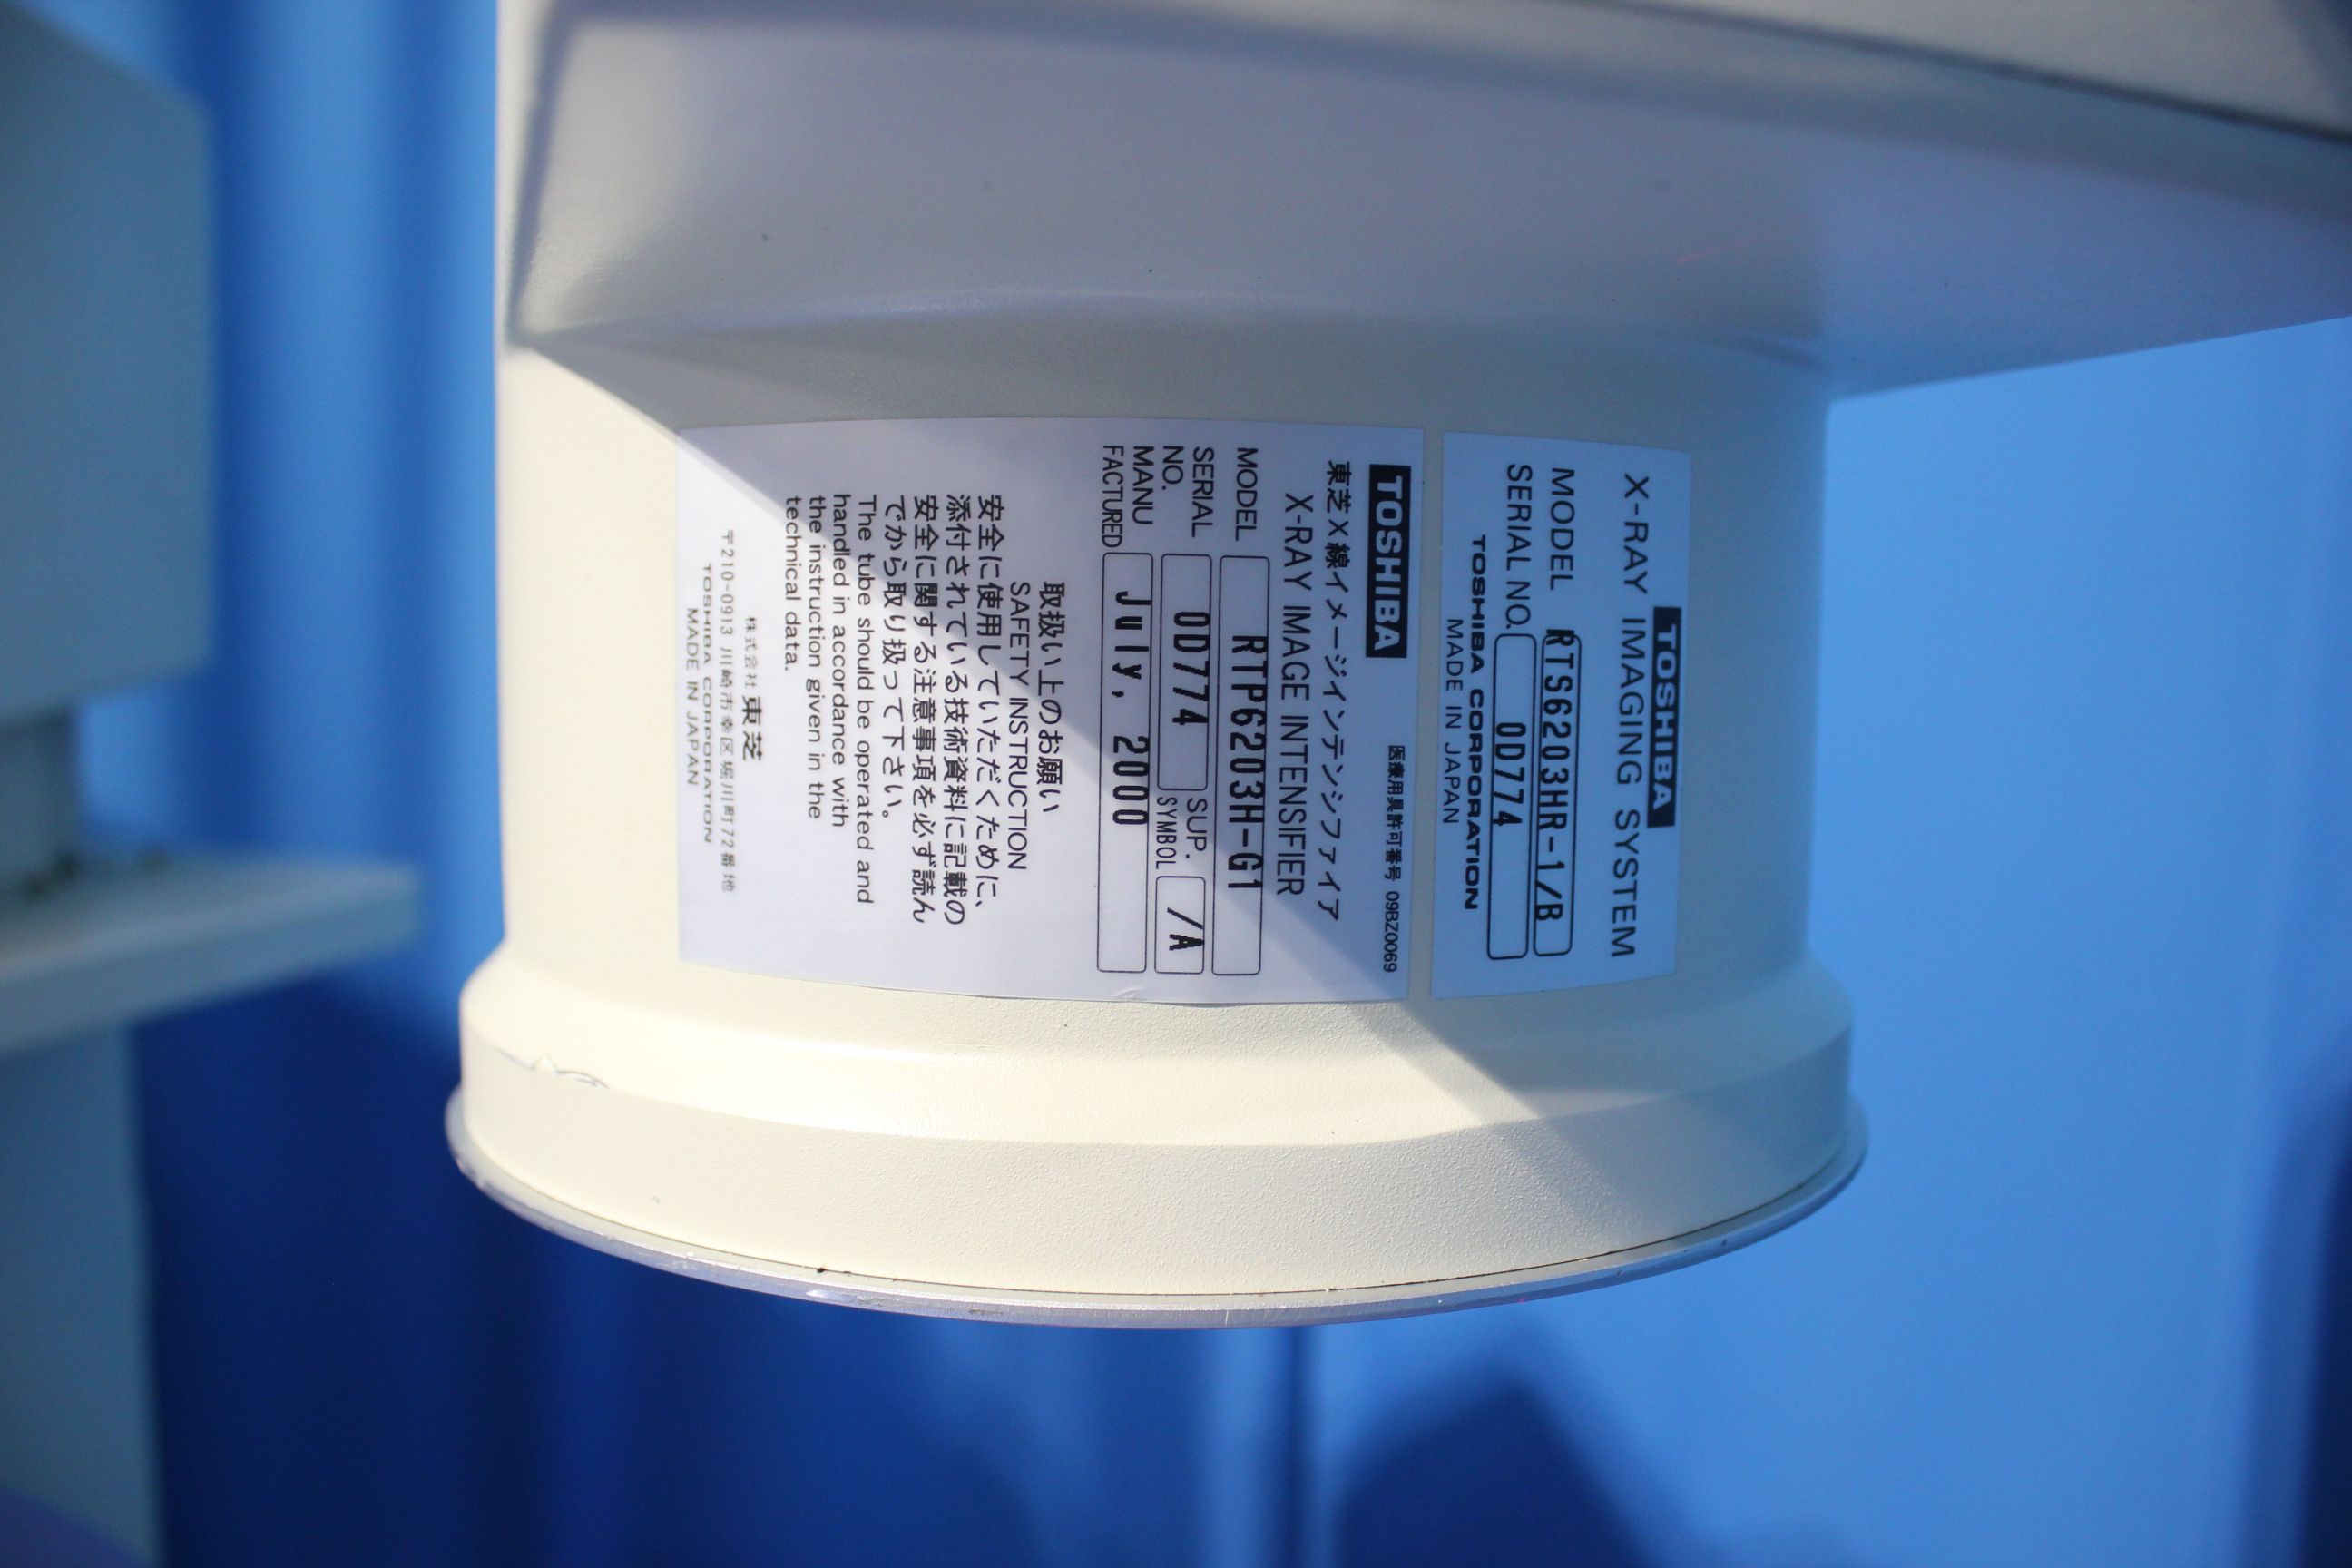 TOSHIBA
X-RAY IMAGING SYSTEM
MODEL RTS6203HR-1/B
SERIAL NO. 0D774
TOSHIBA CORPORATION
MADE IN JAPAN
TOSHIBA
医療用具許可番号 09BZ0069
東芝X線イメージインテンシファイア
X-RAY IMAGE INTENSIFIER
MODEL RTP6203H-G1
SERIAL NO. 0D774 SUP. SYMBOL /A
MANU FACTURED July, 2000
取扱い上のお願い
SAFETY INSTRUCTION
安全に使用していただくために、
添付されている技術資料に記載の
安全に関する注意事項を必ず読ん
でから取り扱って下さい。
The tube should be operated and
handled in accordance with
the instruction given in the
technical data.
株式会社 東芝
〒210-0913 川崎市幸区堀川町72番地
TOSHIBA CORPORATION
MADE IN JAPAN